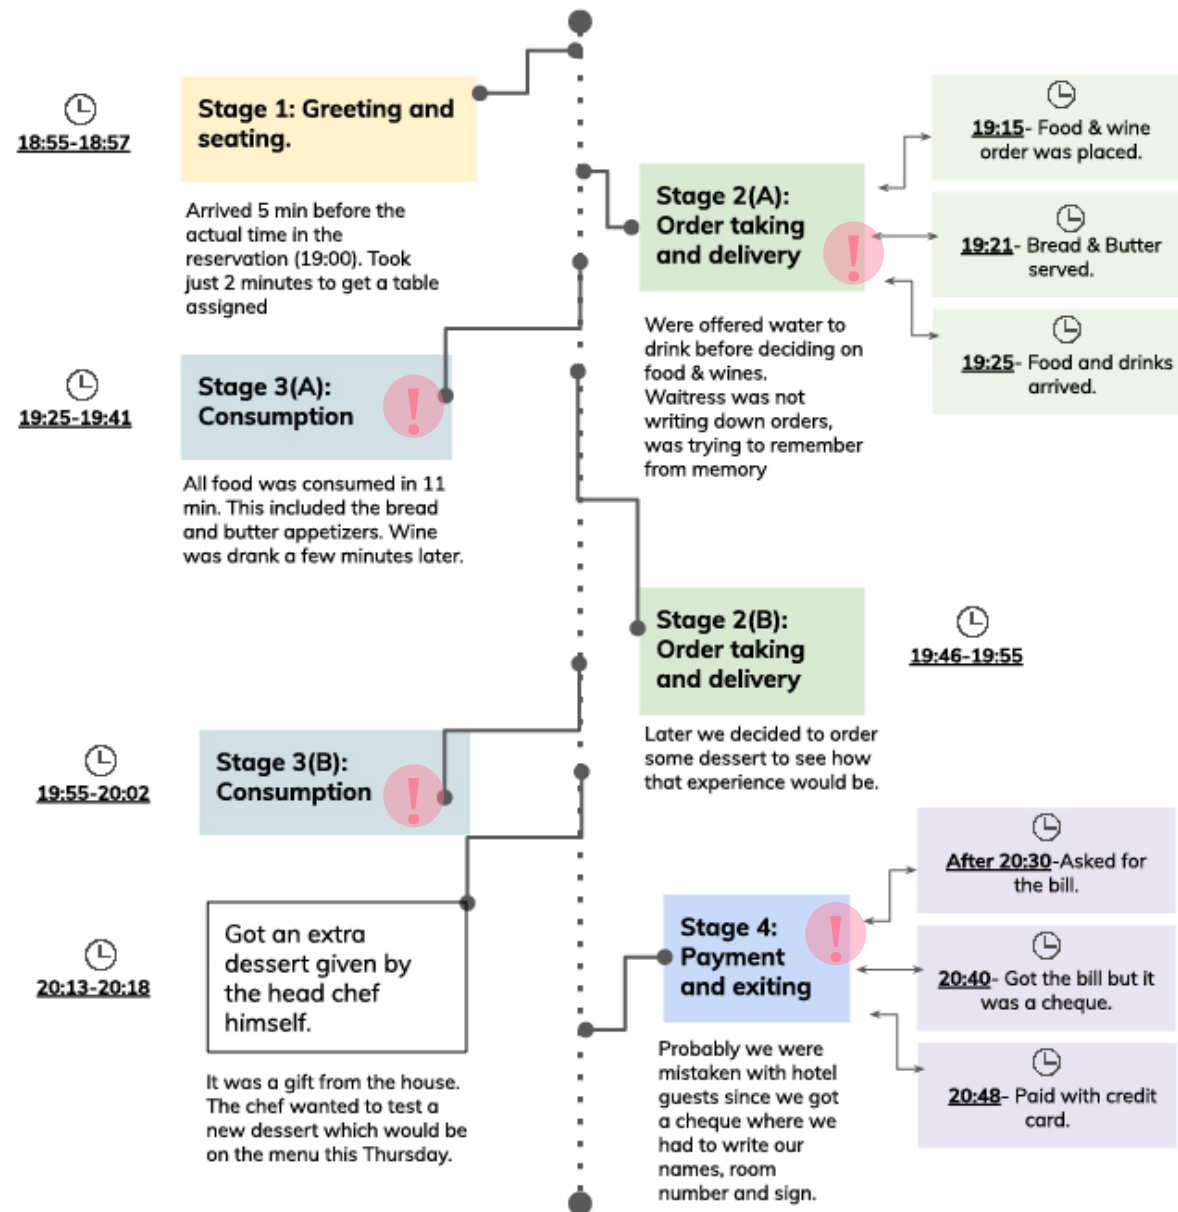 18:55-18:57
Stage 1: Greeting and
seating.
Arrived 5 min before the
actual time in the
reservation (19:00). Took
just 2 minutes to get a table
assigned
Stage 2(A):
Order taking
and delivery
!
Were offered water to
drink before deciding on
food & wines.
Waitress was not
writing down orders,
was trying to remember
from memory
19:15- Food & wine
order was placed.
19:21- Bread & Butter
served.
19:25- Food and drinks
arrived.
19:25-19:41
Stage 3(A):
Consumption
!
All food was consumed in 11
min. This included the bread
and butter appetizers. Wine
was drank a few minutes later.
Stage 2(B):
Order taking
and delivery
19:46-19:55
Later we decided to order
some dessert to see how
that experience would be.
19:55-20:02
Stage 3(B):
Consumption
!
20:13-20:18
Got an extra
dessert given by
the head chef
himself.
It was a gift from the house.
The chef wanted to test a
new dessert which would be
on the menu this Thursday.
Stage 4:
Payment
and exiting
!
Probably we were
mistaken with hotel
guests since we got
a cheque where we
had to write our
names, room
number and sign.
After 20:30-Asked for
the bill.
20:40- Got the bill but it
was a cheque.
20:48- Paid with credit
card.